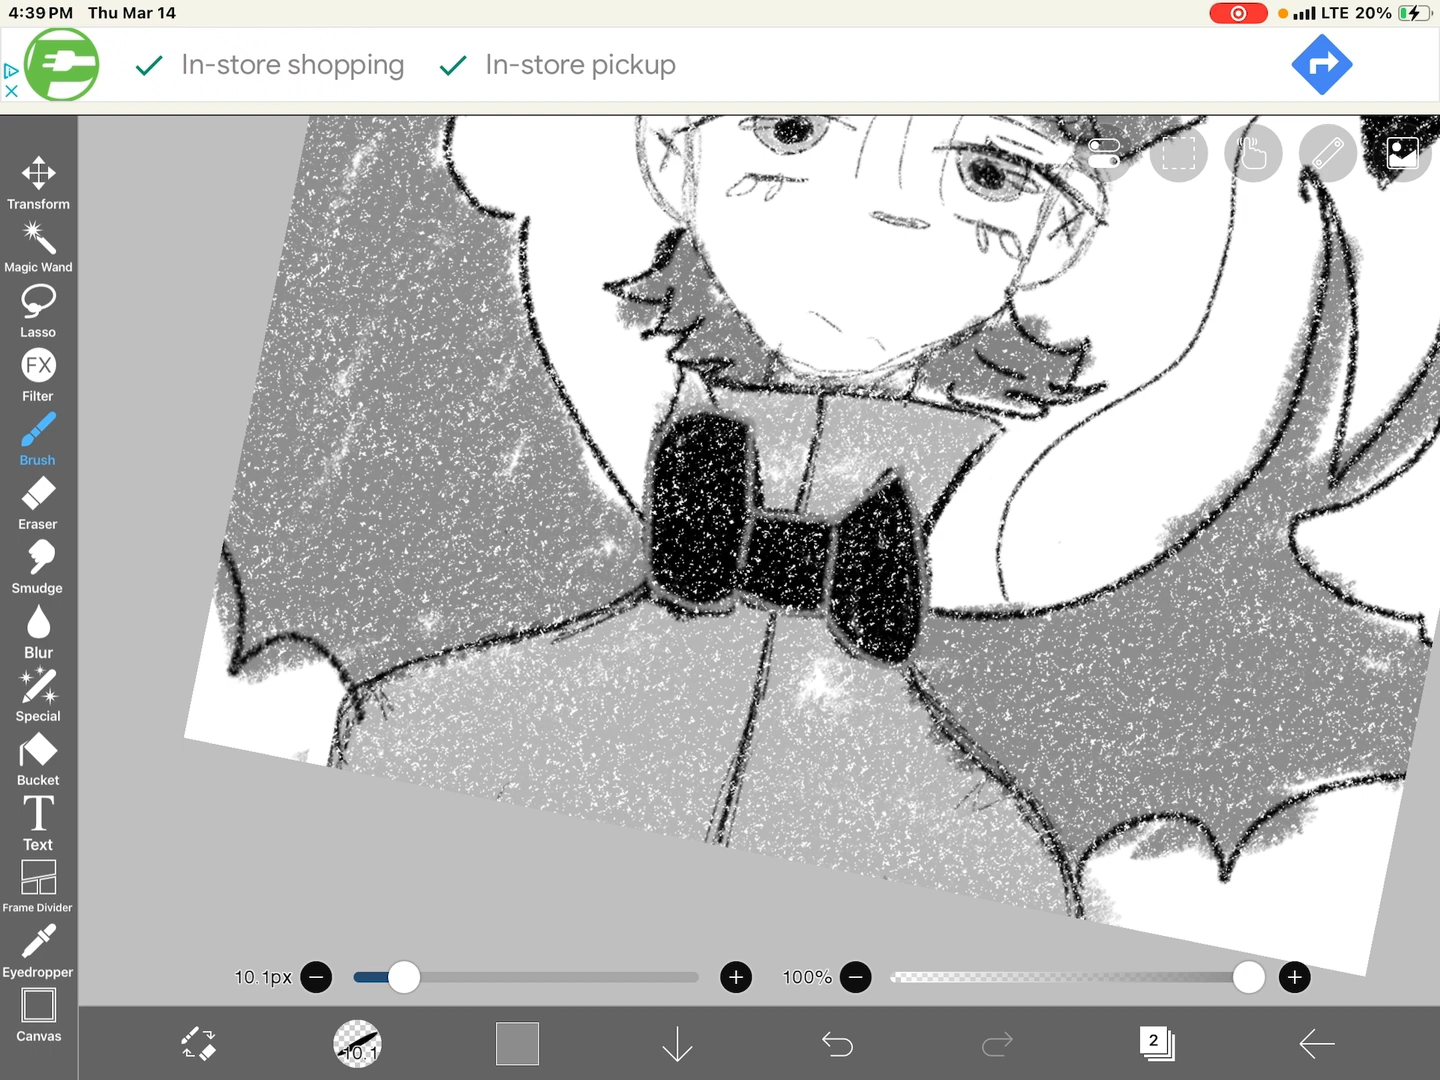 4:39 PM Thu Mar 14
LTE 20%
In-store shopping In-store pickup
Transform
Magic Wand
Lasso
FX
Filter
Brush
Eraser
Smudge
Blur
Special
Bucket
T
Text
Frame Divider
Eyedropper
Canvas
10.1px 100%
10.1
2